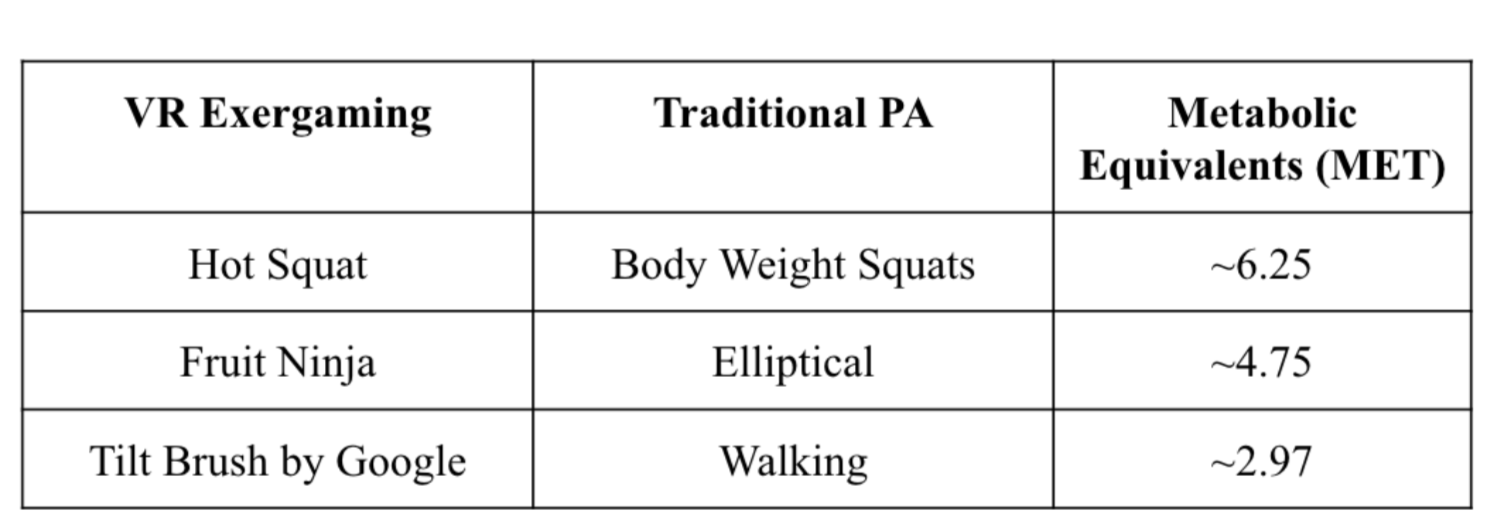 VR Exergaming Traditional PA Metabolic
Equivalents (MET)
Hot Squat Body Weight Squats ~6.25
Fruit Ninja Elliptical ~4.75
Tilt Brush by Google Walking ~2.97